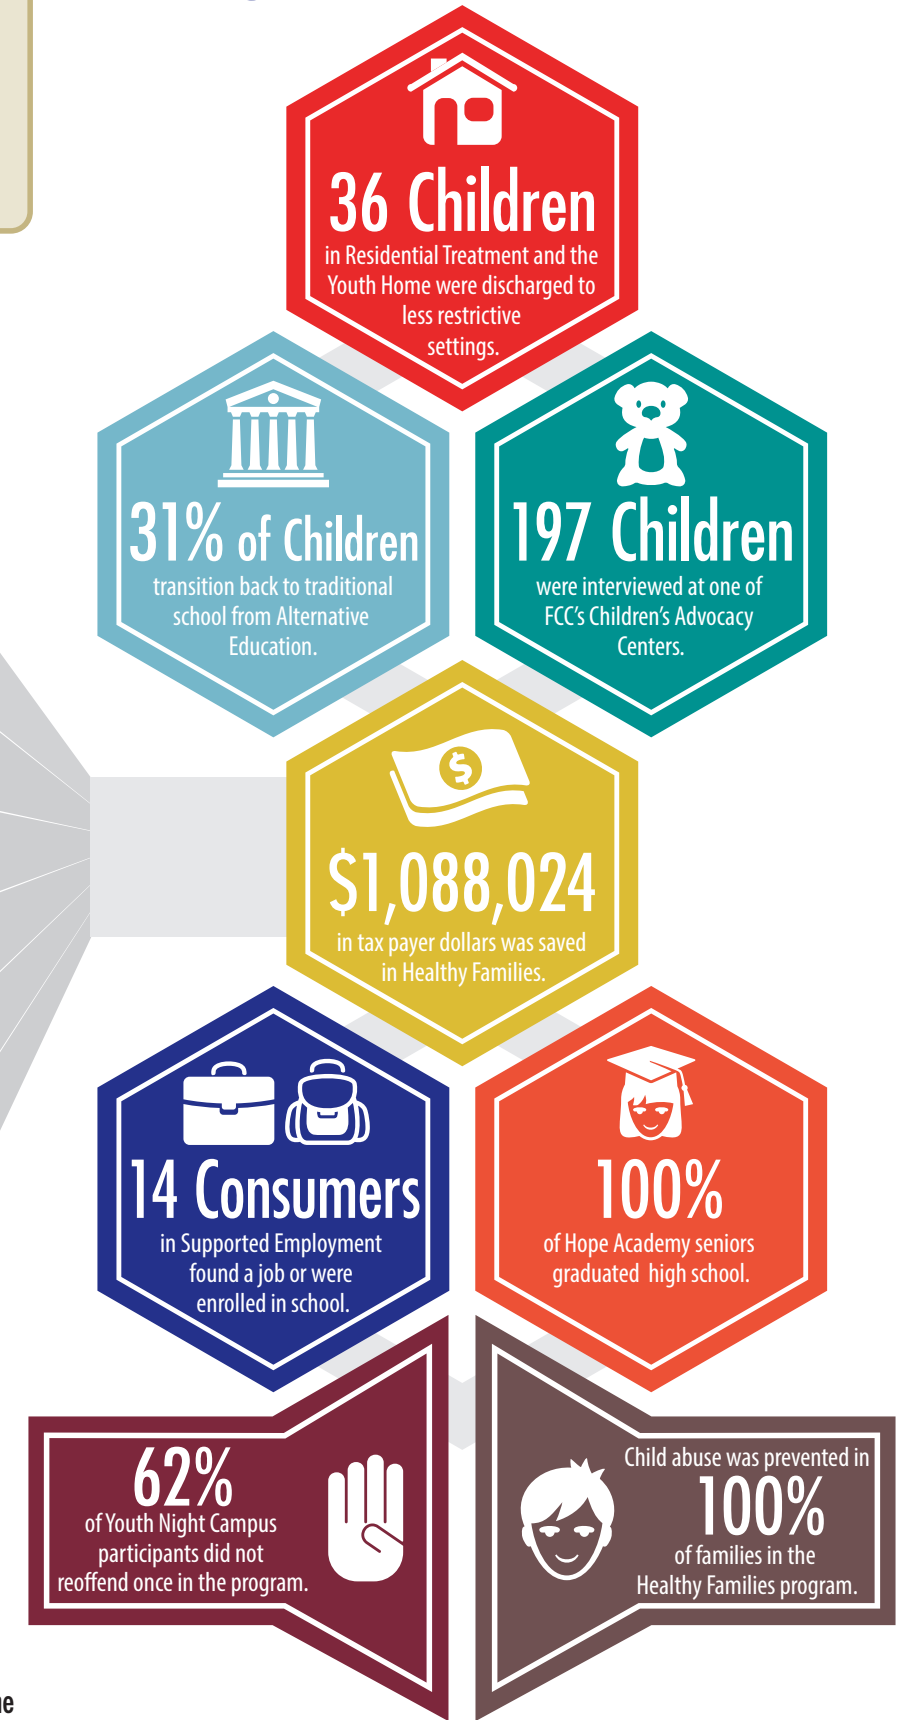 36 Children
in Residential Treatment and the
Youth Home were discharged to
less restrictive
settings.
31% of Children
transition back to traditional
school from Alternative
Education.
197 Children
were interviewed at one of
FCC's Children's Advocacy
Centers.
$
$1,088,024
in tax payer dollars was saved
in Healthy Families.
14 Consumers
in Supported Employment
found a job or were
enrolled in school.
100%
of Hope Academy seniors
graduated high school.
62%
of Youth Night Campus
participants did not
reoffend once in the program.
Child abuse was prevented in
100%
of families in the
Healthy Families program.